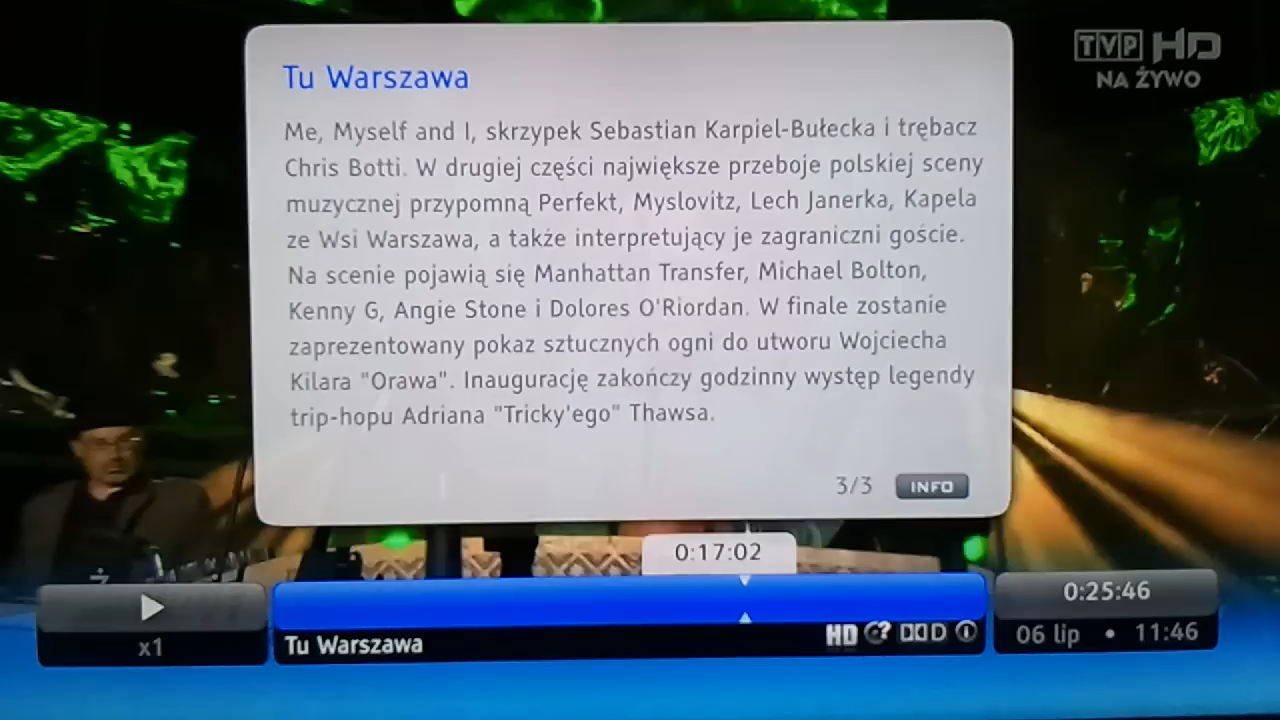 TVP HD
NA ŻYWO
Tu Warszawa
Me, Myself and I, skrzypek Sebastian Karpiel-Bułecka i trębacz
Chris Botti. W drugiej części największe przeboje polskiej sceny
muzycznej przypomną Perfekt, Myslovitz, Lech Janerka, Kapela
ze Wsi Warszawa, a także interpretujący je zagraniczni goście.
Na scenie pojawią się Manhattan Transfer, Michael Bolton,
Kenny G, Angie Stone i Dolores O'Riordan. W finale zostanie
zaprezentowany pokaz sztucznych ogni do utworu Wojciecha
Kilara "Orawa". Inaugurację zakończy godzinny występ legendy
trip-hopu Adriana "Tricky'ego" Thawsa.
3/3 INFO
0:17:02
x1
Tu Warszawa
HD
D
0:25:46
06 lip • 11:46